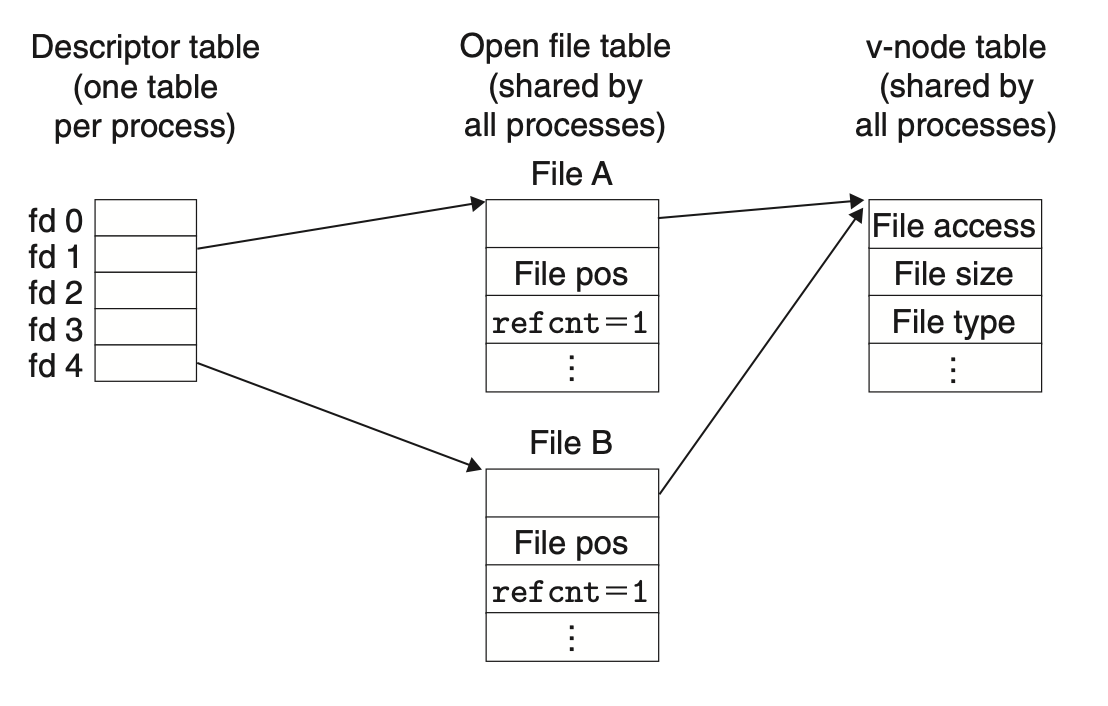 Descriptor table
(one table
per process)
Open file table
(shared by
all processes)
v-node table
(shared by
all processes)
fd 0
fd 1
fd 2
fd 3
fd 4
File A
File pos
refcnt=1
⋮
File B
File pos
refcnt=1
⋮
File access
File size
File type
⋮